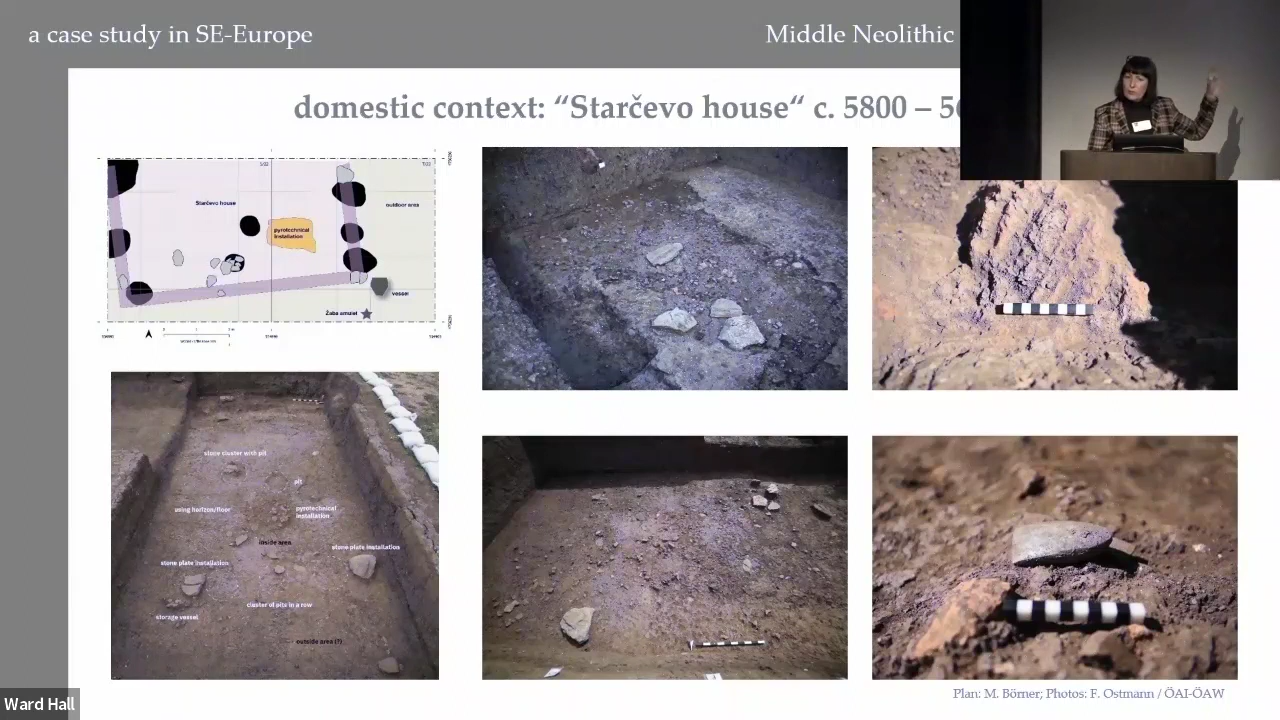 a case study in SE-Europe
Middle Neolithic
domestic context: “Starčevo house“ c. 5800 –
Starčevo house
outdoor area
pyrotechnical
installation
vessel
Žaba amulet
stone cluster with pit
pit
using horizon/floor
pyrotechnical
installation
inside area
stone plate installation
stone plate installation
cluster of pits in a row
storage vessel
outside area (?)
Plan: M. Börner; Photos: F. Ostmann / ÖAI-ÖAW
Ward Hall